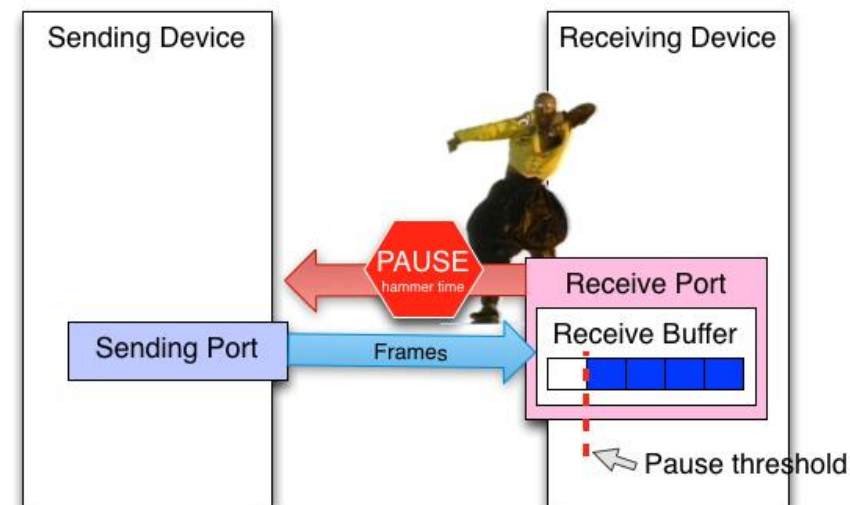 Sending Device
Receiving Device
PAUSE
hammer time
Receive Port
Receive Buffer
Sending Port
Frames
Pause threshold